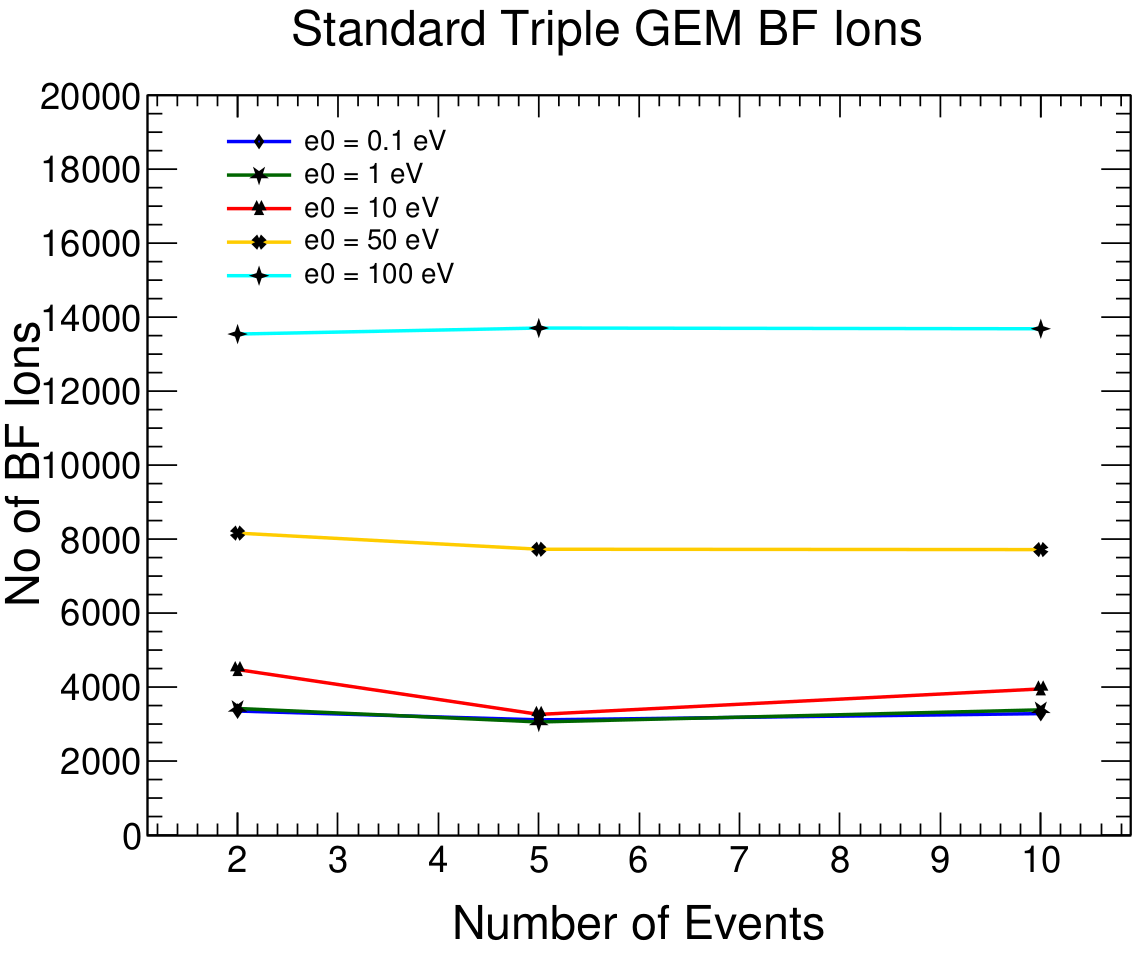 Standard Triple GEM BF Ions
20000
18000
16000
14000
12000
10000
8000
6000
4000
2000
0
No of BF Ions
e0 = 0.1 eV
e0 = 1 eV
e0 = 10 eV
e0 = 50 eV
e0 = 100 eV
2 3 4 5 6 7 8 9 10
Number of Events